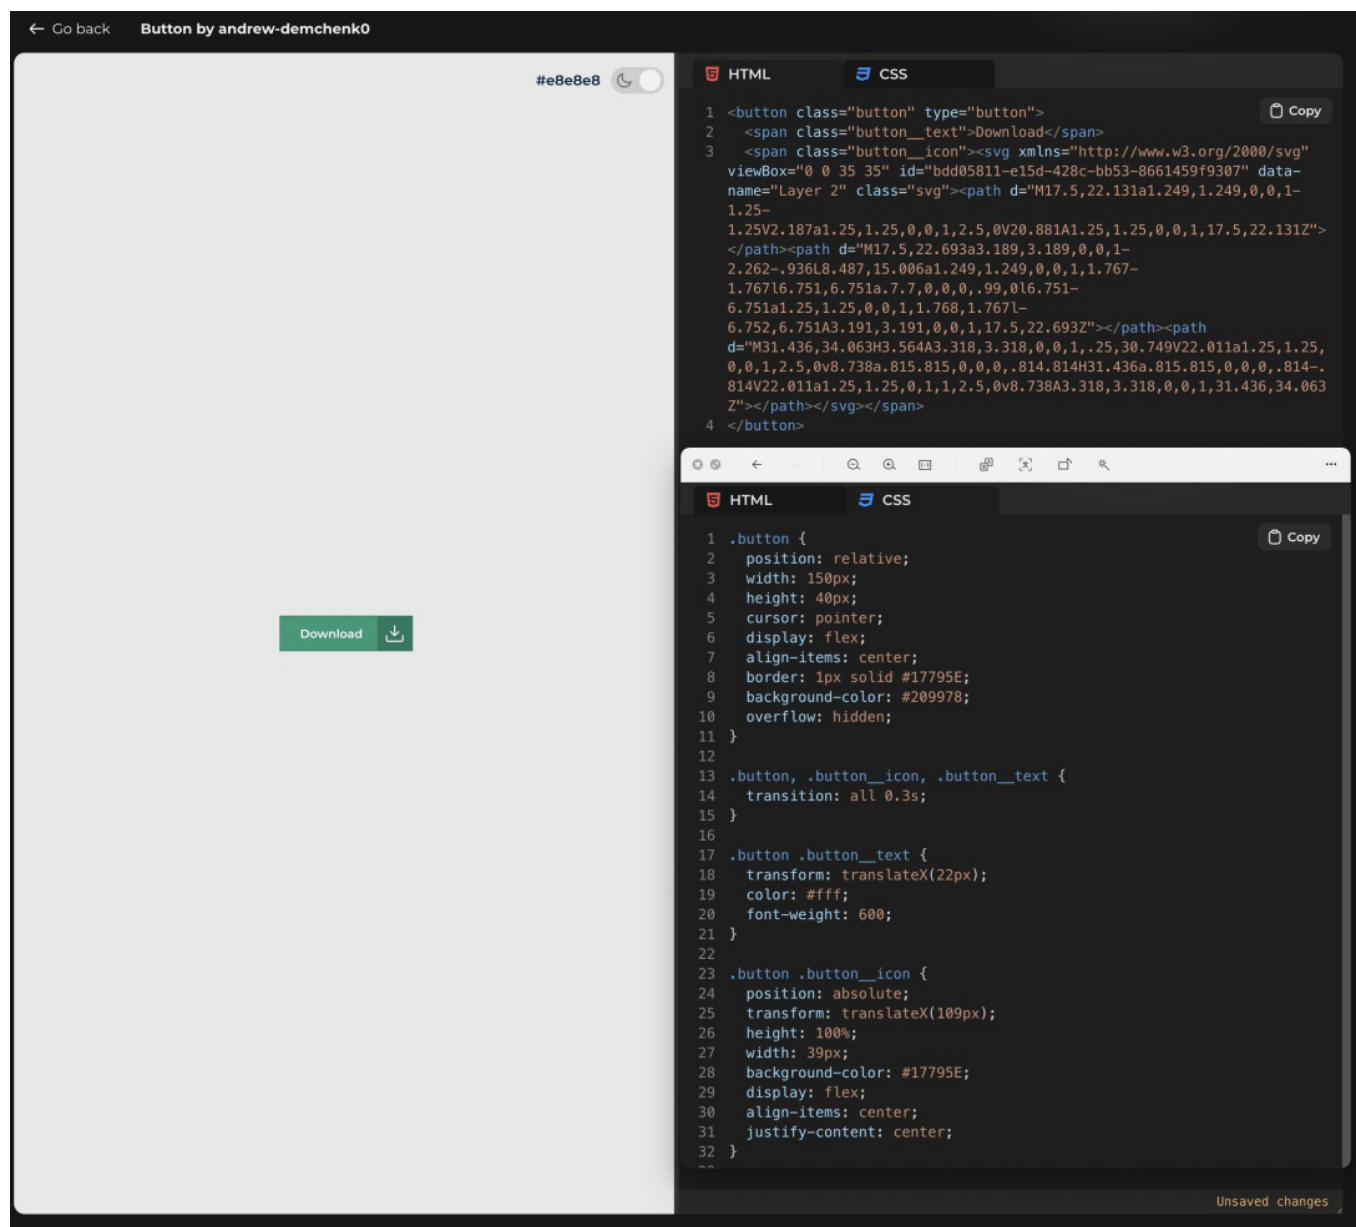 ← Go back Button by andrew-demchenk0
#e8e8e8
HTML CSS
Copy
1 <button class="button" type="button">
2 <span class="button__text">Download</span>
3 <span class="button__icon"><svg xmlns="http://www.w3.org/2000/svg"
viewBox="0 0 35 35" id="bdd05811-e15d-428c-bb53-8661459f9307" data-
name="Layer 2" class="svg"><path d="M17.5,22.131a1.249,1.249,0,0,1-
1.25-
1.25V2.187a1.25,1.25,0,0,1,2.5,0V20.881A1.25,1.25,0,0,1,17.5,22.131Z">
</path><path d="M17.5,22.693a3.189,3.189,0,0,1-
2.262-.936L8.487,15.006a1.249,1.249,0,0,1,1.767-
1.767l6.751,6.751a.7.7,0,0,0,.99,0l6.751-
6.751a1.25,1.25,0,0,1,1.768,1.767l-
6.752,6.751A3.191,3.191,0,0,1,17.5,22.693Z"></path><path
d="M31.436,34.063H3.564A3.318,3.318,0,0,1,.25,30.749V22.011a1.25,1.25,
0,0,1,2.5,0v8.738a.815.815,0,0,0,.814.814H31.436a.815.815,0,0,0,.814-.
814V22.011a1.25,1.25,0,1,1,2.5,0v8.738A3.318,3.318,0,0,1,31.436,34.063
Z"></path></svg></span>
4 </button>
HTML CSS
Copy
1 .button {
2 position: relative;
3 width: 150px;
4 height: 40px;
5 cursor: pointer;
6 display: flex;
7 align-items: center;
8 border: 1px solid #17795E;
9 background-color: #209978;
10 overflow: hidden;
11 }
12
13 .button, .button__icon, .button__text {
14 transition: all 0.3s;
15 }
16
17 .button .button__text {
18 transform: translateX(22px);
19 color: #fff;
20 font-weight: 600;
21 }
22
23 .button .button__icon {
24 position: absolute;
25 transform: translateX(109px);
26 height: 100%;
27 width: 39px;
28 background-color: #17795E;
29 display: flex;
30 align-items: center;
31 justify-content: center;
32 }
Download
Unsaved changes